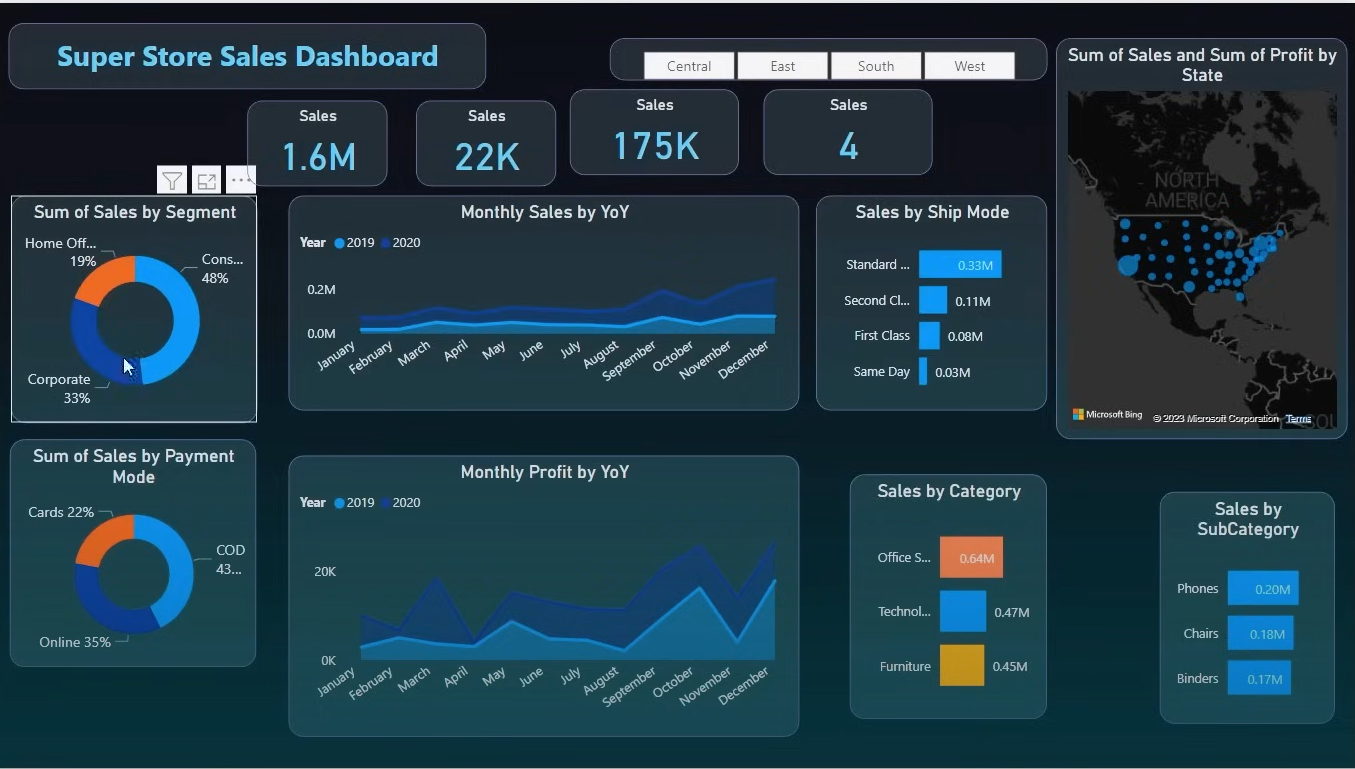 Super Store Sales Dashboard
Central
East
South
West
Sales
1.6M
Sales
22K
Sales
175K
Sales
4
Sum of Sales and Sum of Profit by
State
NORTH
AMERICA
Microsoft Bing
© 2023 Microsoft Corporation Terms
Sum of Sales by Segment
Home Off...
19%
Cons...
48%
Corporate
33%
Monthly Sales by YoY
Year 2019 2020
0.2M
0.0M
January
February
March
April
May
June
July
August
September
October
November
December
Sales by Ship Mode
Standard ... 0.33M
Second Cl... 0.11M
First Class 0.08M
Same Day 0.03M
Sum of Sales by Payment
Mode
Cards 22%
COD
43...
Online 35%
Monthly Profit by YoY
Year 2019 2020
20K
0K
January
February
March
April
May
June
July
August
September
October
November
December
Sales by Category
Office S... 0.64M
Technol... 0.47M
Furniture 0.45M
Sales by
SubCategory
Phones 0.20M
Chairs 0.18M
Binders 0.17M